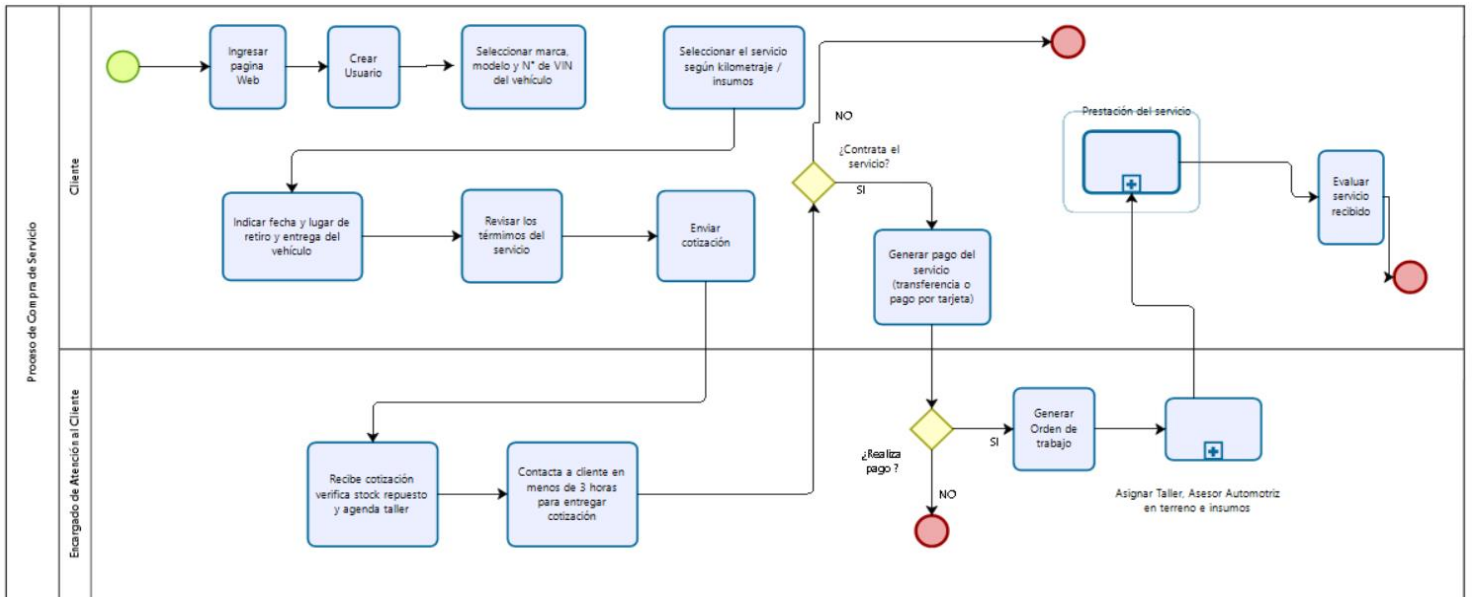 Proceso de Compra de Servicio
Cliente
Ingresar
pagina
Web
Crear
Usuario
Seleccionar marca,
modelo y N° de VIN
del vehículo
Seleccionar el servicio
según kilometraje /
insumos
Indicar fecha y lugar de
retiro y entrega del
vehículo
Revisar los
térmimos del
servicio
Enviar
cotización
NO
¿Contrata el
servicio?
SI
Generar pago del
servicio
(transferencia o
pago por tarjeta)
Prestación del servicio
Evaluar
servicio
recibido
Encargado de Atención al Cliente
Recibe cotización
verifica stock repuesto
y agenda taller
Contacta a cliente en
menos de 3 horas
para entregar
cotización
¿Realiza
pago ?
SI
NO
Generar
Orden de
trabajo
Asignar Taller, Asesor Automotriz
en terreno e insumos